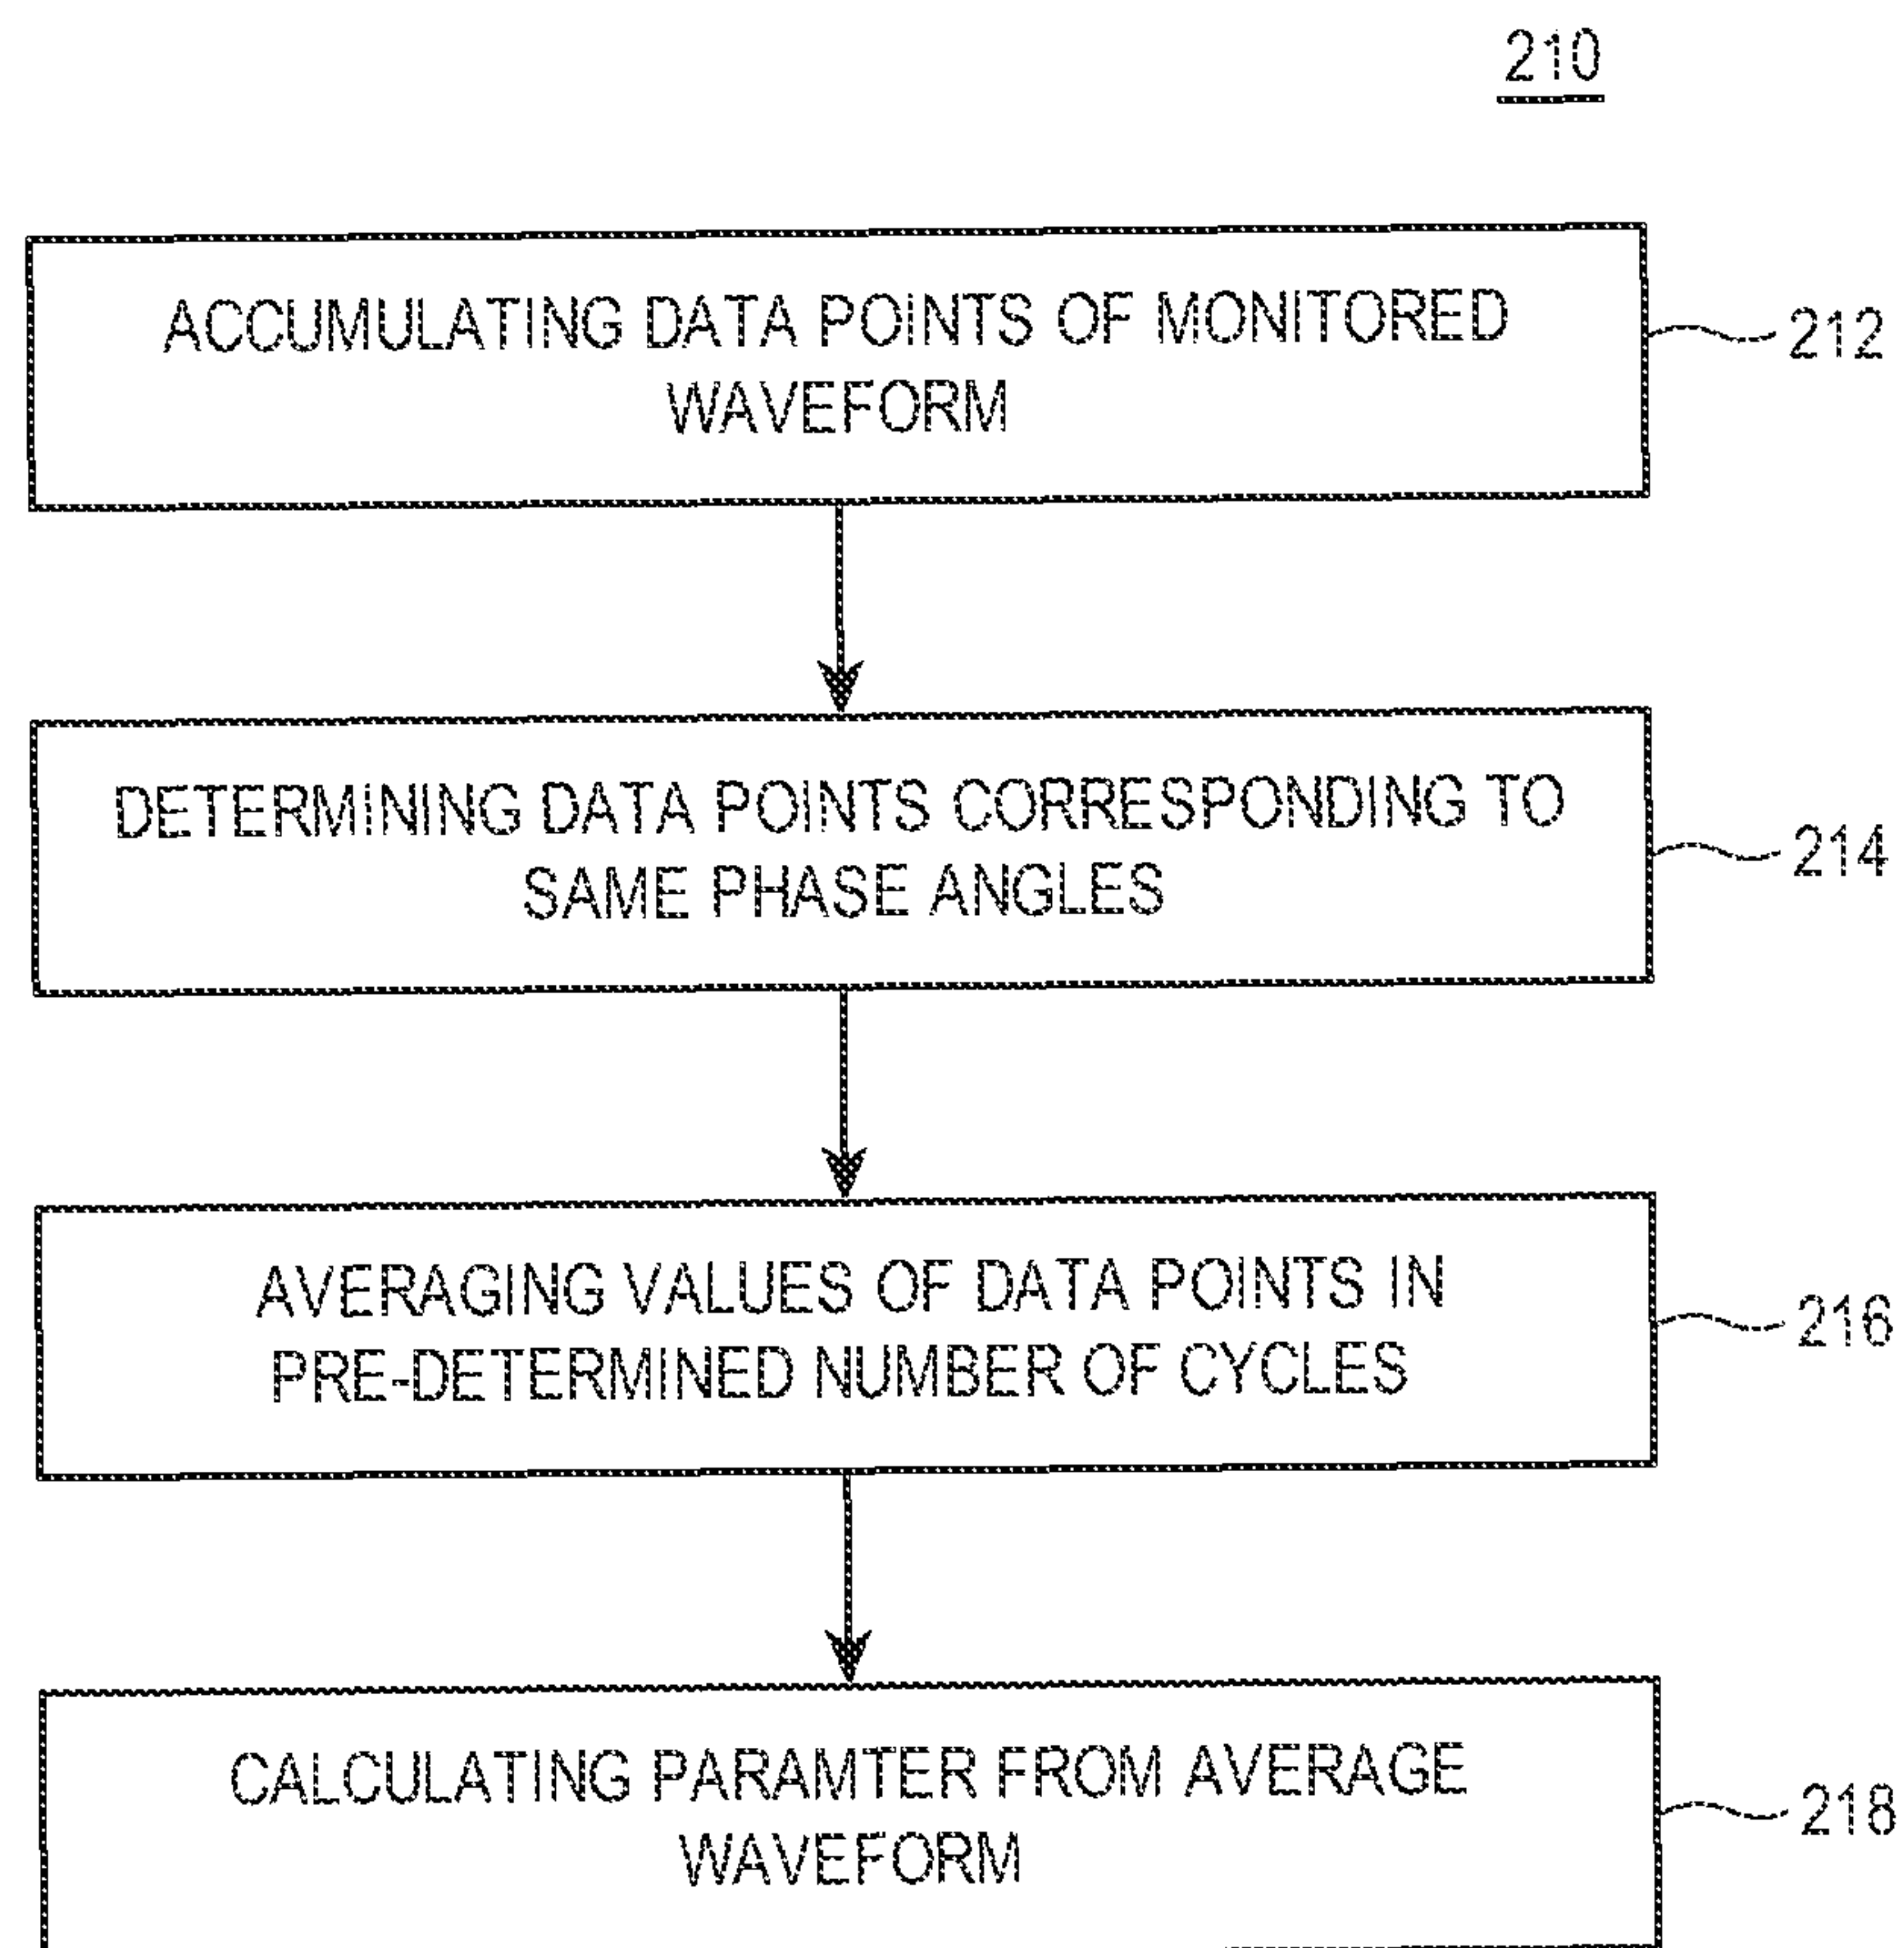 210
ACCUMULATING DATA POINTS OF MONITORED
WAVEFORM
212
DETERMINING DATA POINTS CORRESPONDING TO
SAME PHASE ANGLES
214
AVERAGING VALUES OF DATA POINTS IN
PRE-DETERMINED NUMBER OF CYCLES
216
CALCULATING PARAMTER FROM AVERAGE
WAVEFORM
218